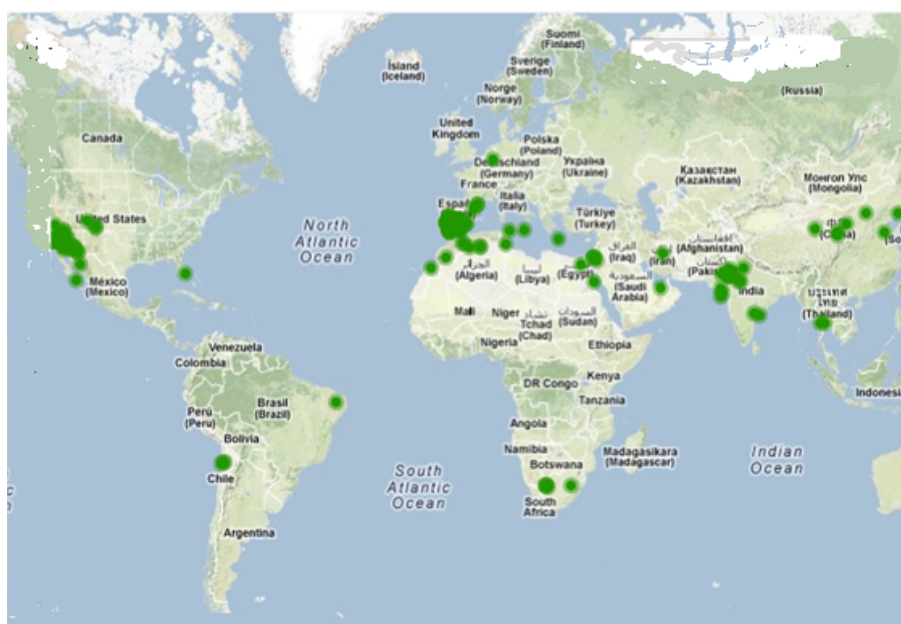 Suomi
(Finland)
Ísland
(Iceland)
Sverige
(Sweden)
Norge
(Norway)
(Russia)
Canada
United
Kingdom
Polska
(Poland)
Deutschland
(Germany)
Україна
(Ukraine)
Казахстан
(Kazakhstan)
Монгол Улс
(Mongolia)
France
Italia
(Italy)
Türkiye
(Turkey)
United States
North
Atlantic
Ocean
العراق
(Iraq)
(Iran)
افغانستان
(Afghanistan)
México
(Mexico)
الجزائر
(Algeria)
ليبيا
(Libya)
(Egypt)
السعودية
(Saudi
Arabia)
India
ประเทศ
ไทย
(Thailand)
Mali
Niger
تشاد
Tchad
(Chad)
السودان
(Sudan)
Nigeria
Ethiopia
Venezuela
Colombia
Kenya
DR Congo
Tanzania
Indonesi
Perú
(Peru)
Brasil
(Brazil)
Bolivia
Angola
Namibia
Botswana
Madagasikara
(Madagascar)
Indian
Ocean
Chile
South
Atlantic
Ocean
South
Africa
Argentina